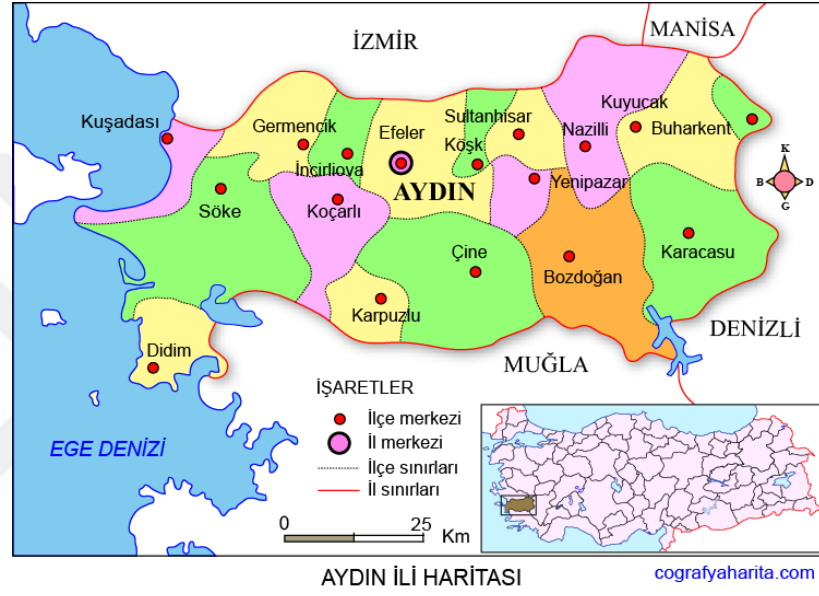 İZMİR
MANİSA
Kuşadası
Germencik
Efeler
Sultanhisar
Kuyucak
İncirliova
Köşk
Nazilli
Buharkent
K
B
D
G
AYDIN
Yenipazar
Söke
Koçarlı
Çine
Bozdoğan
Karacasu
Karpuzlu
DENİZLİ
Didim
MUĞLA
İŞARETLER
İlçe merkezi
İl merkezi
EGE DENİZİ
İlçe sınırları
İl sınırları
0
25
Km
AYDIN İLİ HARİTASI
cografyaharita.com